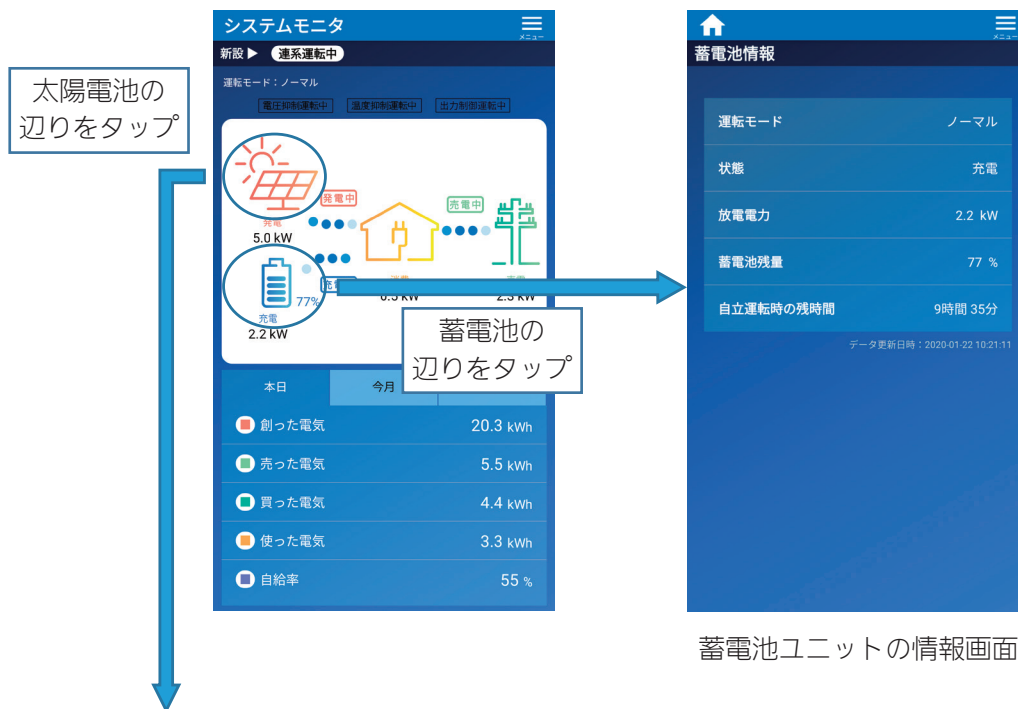 システムモニタ
メニュー
新設▶ 連系運転中
運転モード：ノーマル
電圧抑制運転中 温度抑制運転中 出力制御運転中
太陽電池の
辺りをタップ
発電中
売電中
発電
5.0 kW
77%
充電
2.2 kW
0.5 kW
2.3 kW
蓄電池の
辺りをタップ
本日 今月
創った電気 20.3 kWh
売った電気 5.5 kWh
買った電気 4.4 kWh
使った電気 3.3 kWh
自給率 55 %
メニュー
蓄電池情報
運転モード ノーマル
状態 充電
放電電力 2.2 kW
蓄電池残量 77 %
自立運転時の残時間 9時間 35分
データ更新日時：2020-01-22 10:21:11
蓄電池ユニットの情報画面